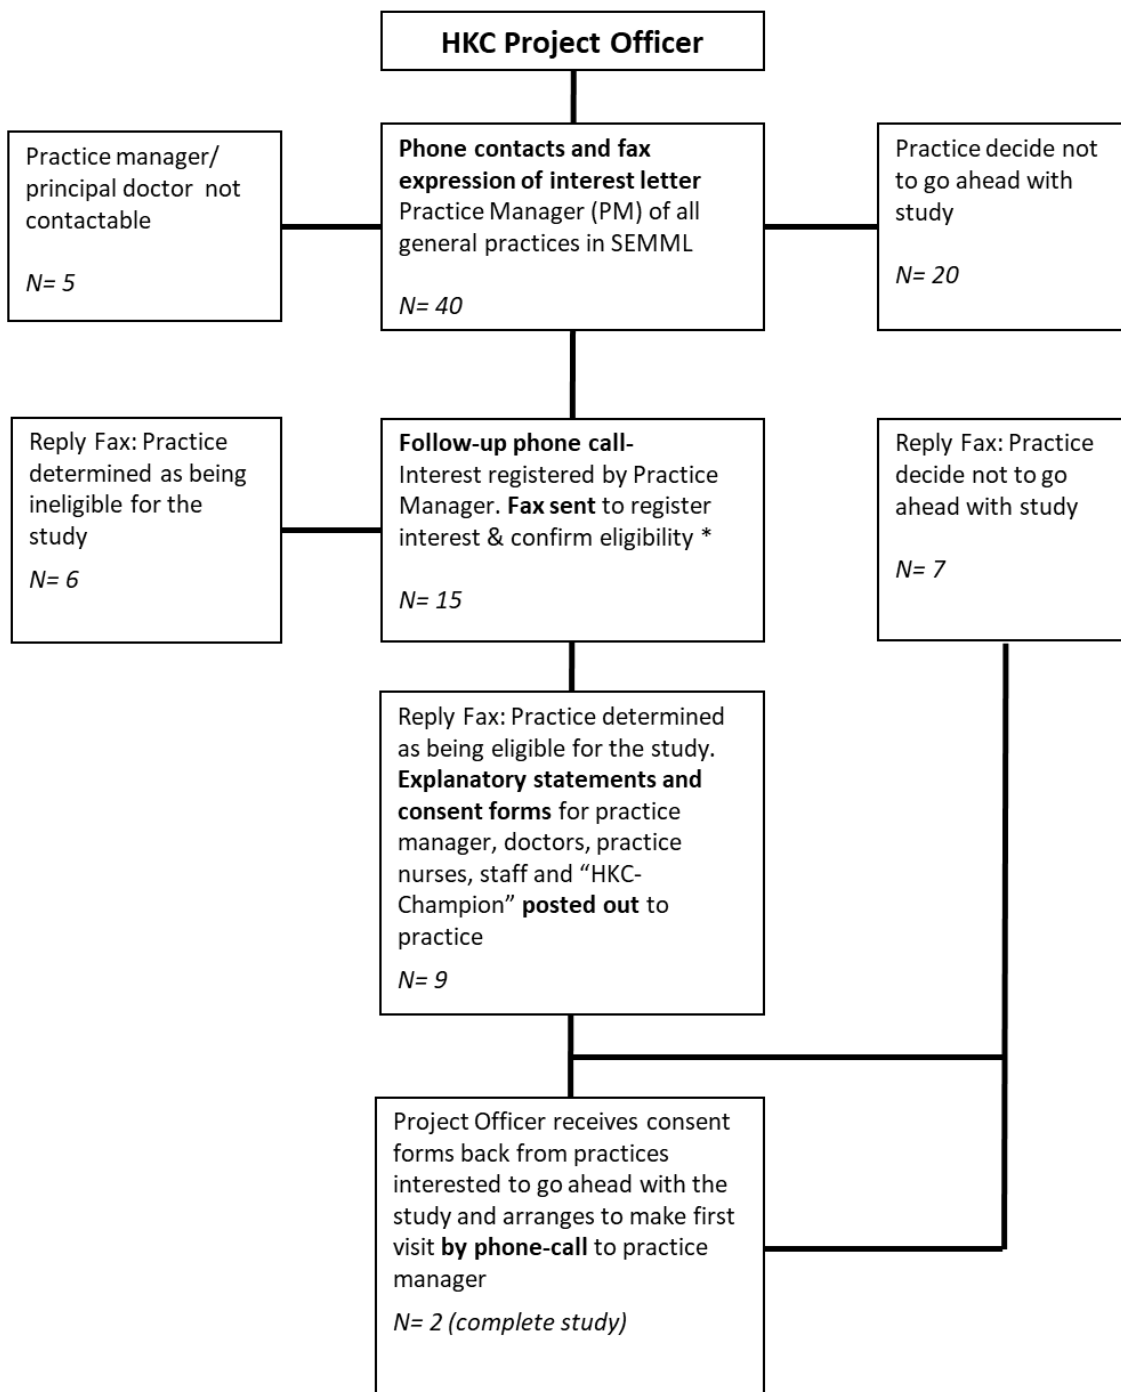 HKC Project Officer
Practice manager/
principal doctor  not
contactable
N= 5
Phone contacts and fax
expression of interest letter
Practice Manager (PM) of all
general practices in SEMML
N= 40
Practice decide not
to go ahead with
study
N= 20
Reply Fax: Practice
determined as being
ineligible for the
study
N= 6
Follow-up phone call-
Interest registered by Practice
Manager. Fax sent to register
interest & confirm eligibility *
N= 15
Reply Fax: Practice
decide not to go
ahead with study
N= 7
Reply Fax: Practice determined
as being eligible for the study.
Explanatory statements and
consent forms for practice
manager, doctors, practice
nurses, staff and “HKC-
Champion” posted out to
practice
N= 9
Project Officer receives consent
forms back from practices
interested to go ahead with the
study and arranges to make first
visit by phone-call to practice
manager
N= 2 (complete study)